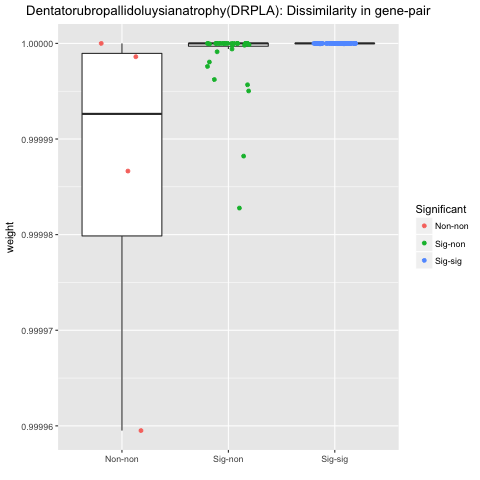 Dentatorubropallidoluysianatrophy(DRPLA): Dissimilarity in gene-pair
1.00000
0.99999
0.99998
0.99997
0.99996
weight
Non-non
Sig-non
Sig-sig
Significant
Non-non
Sig-non
Sig-sig